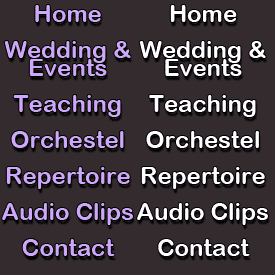 Home Home
Wedding & Wedding &
Events Events
Teaching Teaching
Orchestel Orchestel
Repertoire Repertoire
Audio Clips Audio Clips
Contact Contact